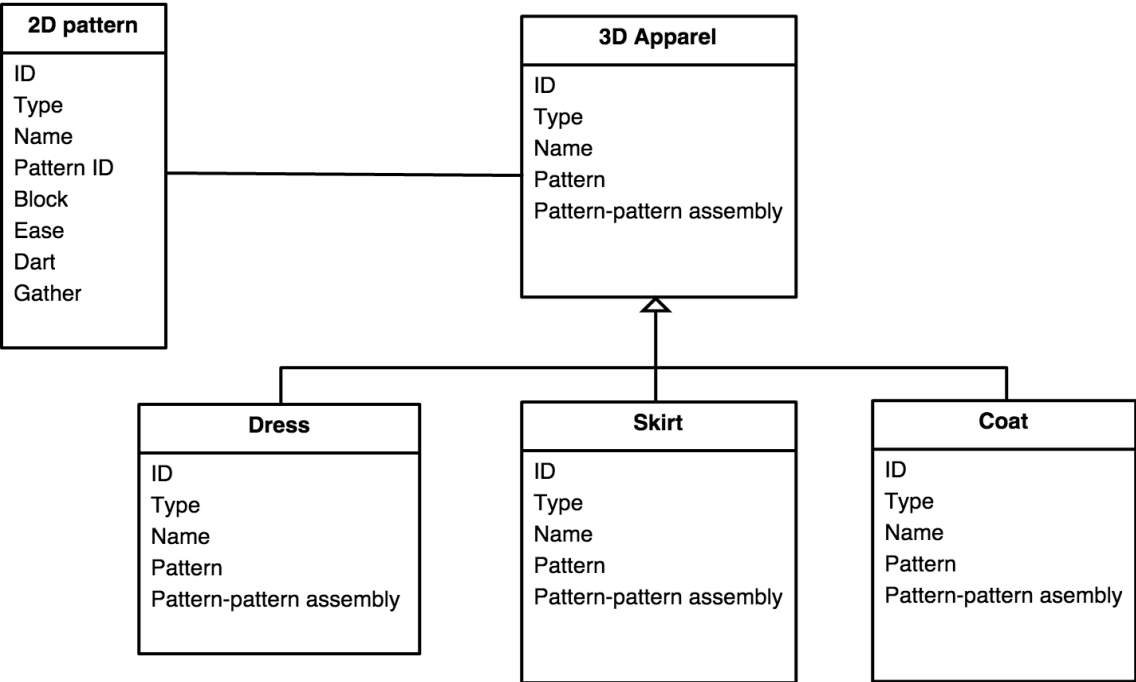 2D pattern
ID
Type
Name
Pattern ID
Block
Ease
Dart
Gather
3D Apparel
ID
Type
Name
Pattern
Pattern-pattern assembly
Dress
ID
Type
Name
Pattern
Pattern-pattern assembly
Skirt
ID
Type
Name
Pattern
Pattern-pattern assembly
Coat
ID
Type
Name
Pattern
Pattern-pattern asembly